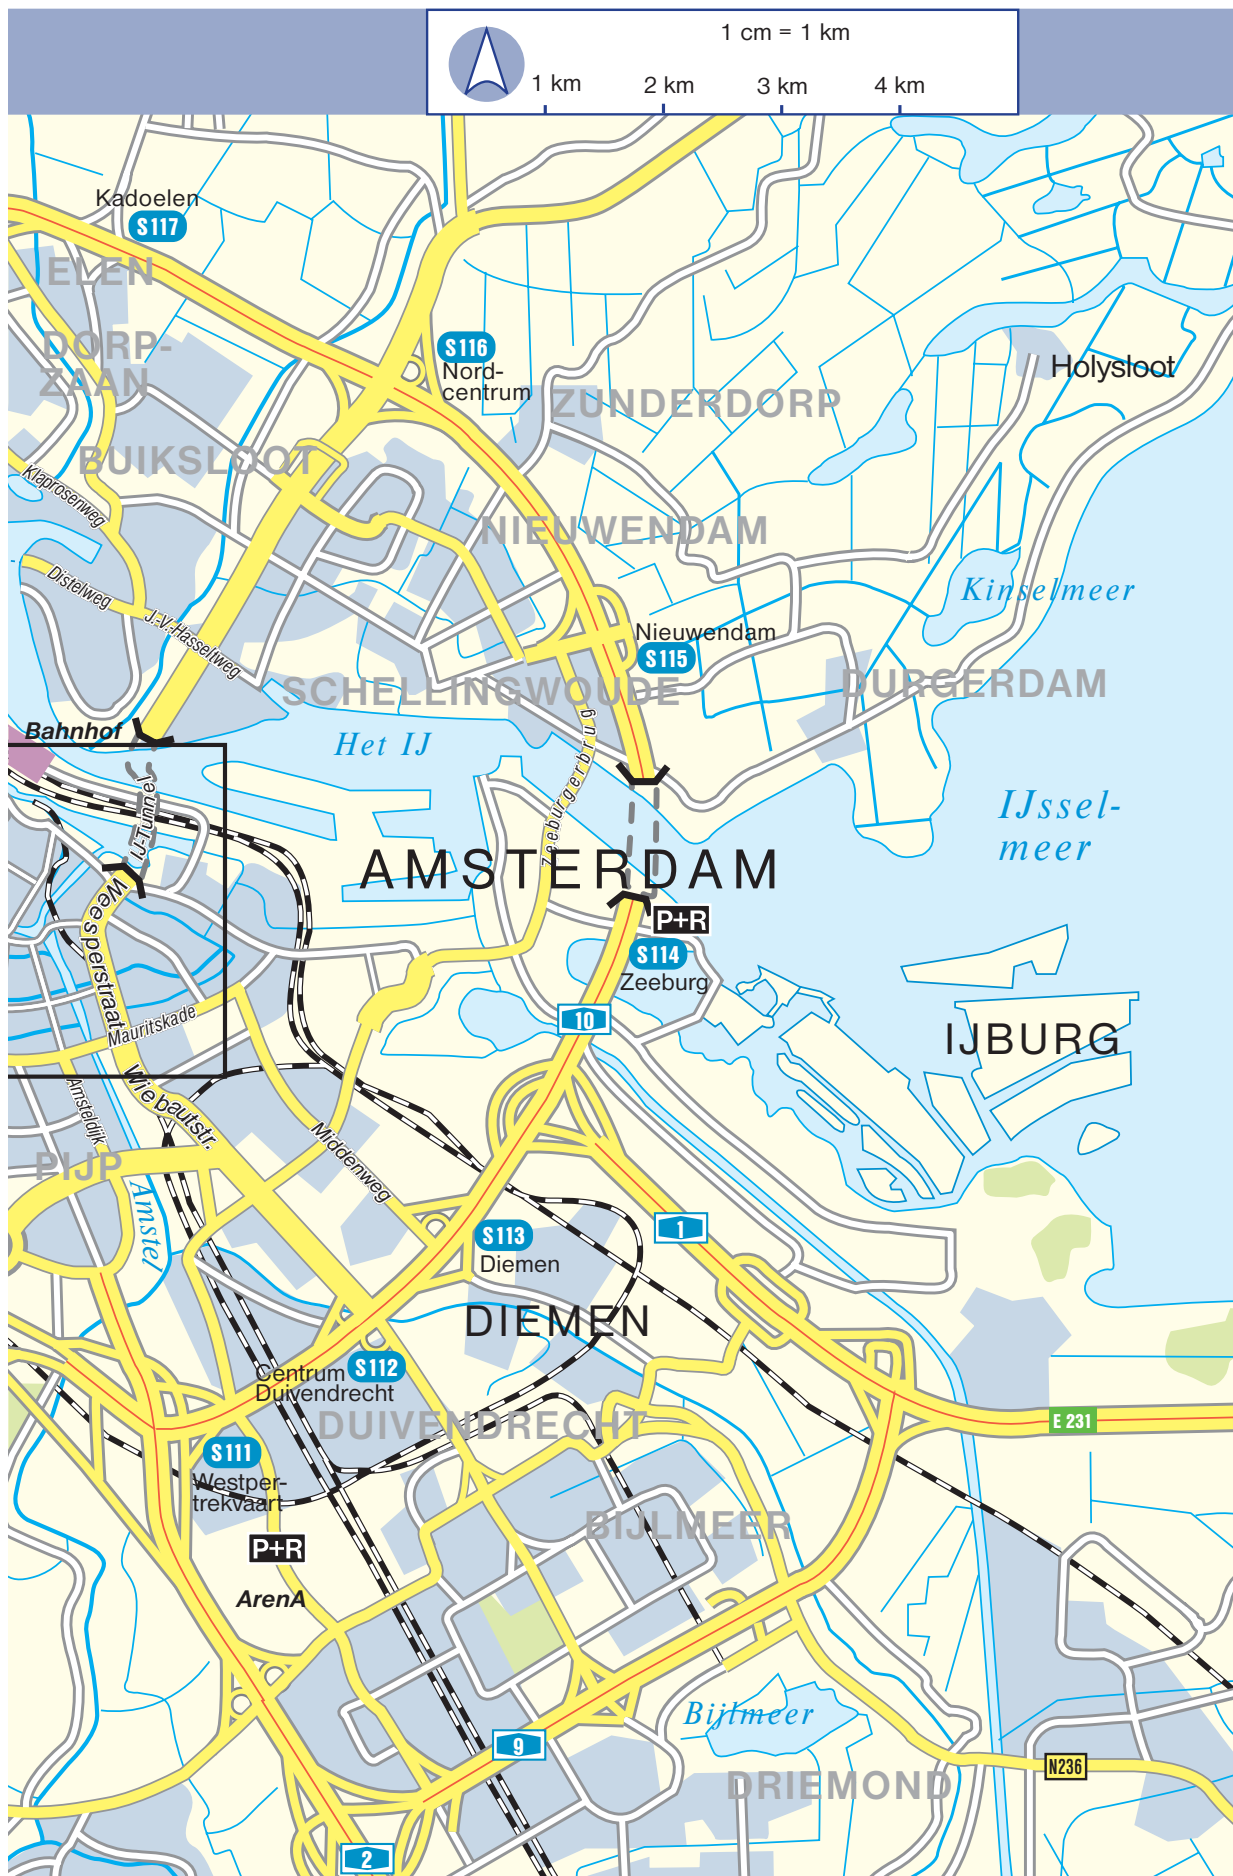 1 cm = 1 km
1 km 2 km 3 km 4 km
Kadoelen
S117
ELEN
DORP-
ZAAN
S116
Nord-
centrum
Holysloot
ZUNDERDORP
BUIKSLOOT
Klaprosenweg
NIEUWENDAM
Distelweg
J.-V.-Hasseltweg
Kinselmeer
Nieuwendam
S115
SCHELLINGWOUDE
DURGERDAM
Bahnhof
Het IJ
Zeeburgerbrug
IJ-Tunnel
IJssel-
meer
AMSTERDAM
Weesperstraat
P+R
S114
Zeeburg
10
Mauritskade
IJBURG
Amsteldijk
Wiebautstr.
Middenweg
PIJP
Amstel
S113
Diemen
1
DIEMEN
Centrum
Duivendrecht
S112
DUIVENDRECHT
E 231
S111
Westper-
trekvaart
BIJLMEER
P+R
ArenA
Bijlmeer
9
N236
DRIEMOND
2